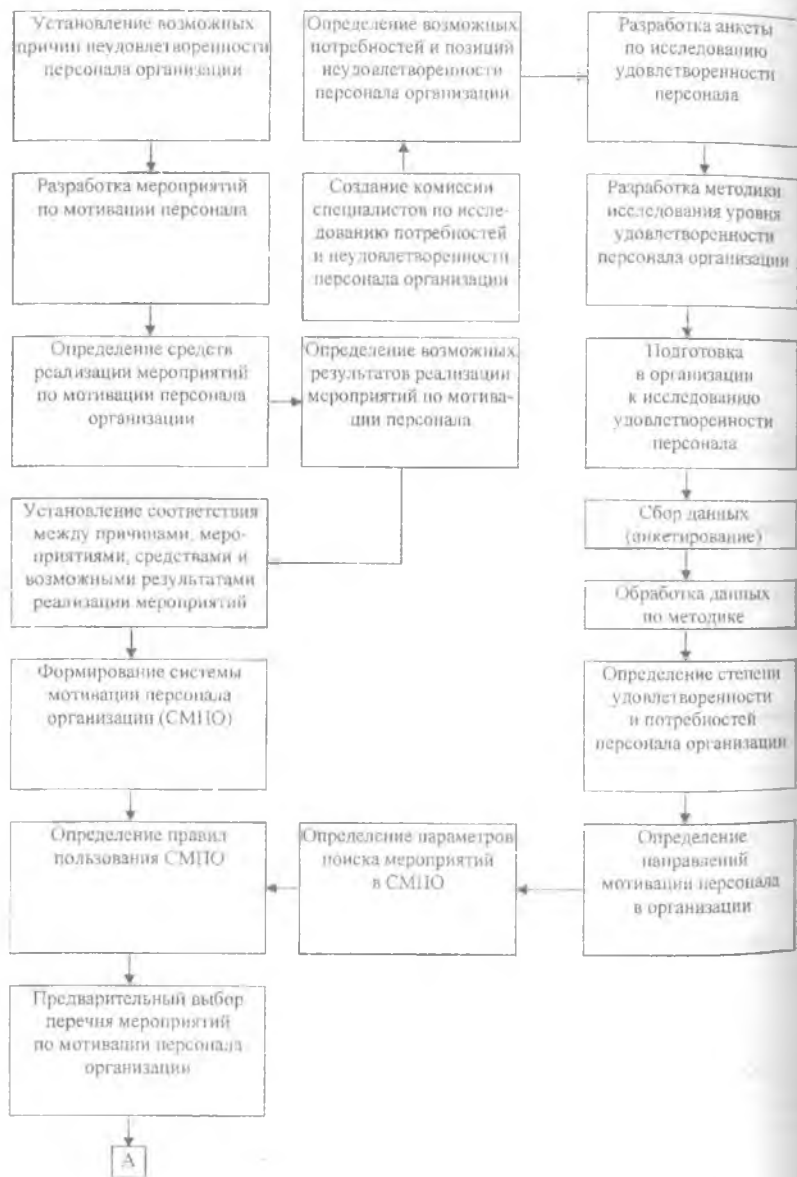 Установление возможных
причин неудовлетворенности
персонала организации
Определение возможных
потребностей и позиций
неудовлетворенности
персонала организации
Разработка анкеты
по исследованию
удовлетворенности
персонала
Разработка мероприятий
по мотивации персонала
Создание комиссии
специалистов по иссле-
дованию потребностей
и неудовлетворенности
персонала организации
Разработка методики
исследования уровня
удовлетворенности
персонала организации
Определение средств
реализации мероприятий
по мотивации персонала
организации
Определение возможных
результатов реализации
мероприятий по мотива-
ции персонала
Подготовка
в организации
к исследованию
удовлетворенности
персонала
Установление соответствия
между причинами, меро-
приятиями, средствами и
возможными результатами
реализации мероприятий
Сбор данных
(анкетирование)
Обработка данных
по методике
Формирование системы
мотивации персонала
организации (СМПО)
Определение степени
удовлетворенности
и потребностей
персонала организации
Определение правил
пользования СМПО
Определение параметров
поиска мероприятий
в СМПО
Определение
направлений
мотивации персонала
в организации
Предварительный выбор
перечня мероприятий
по мотивации персонала
организации
А